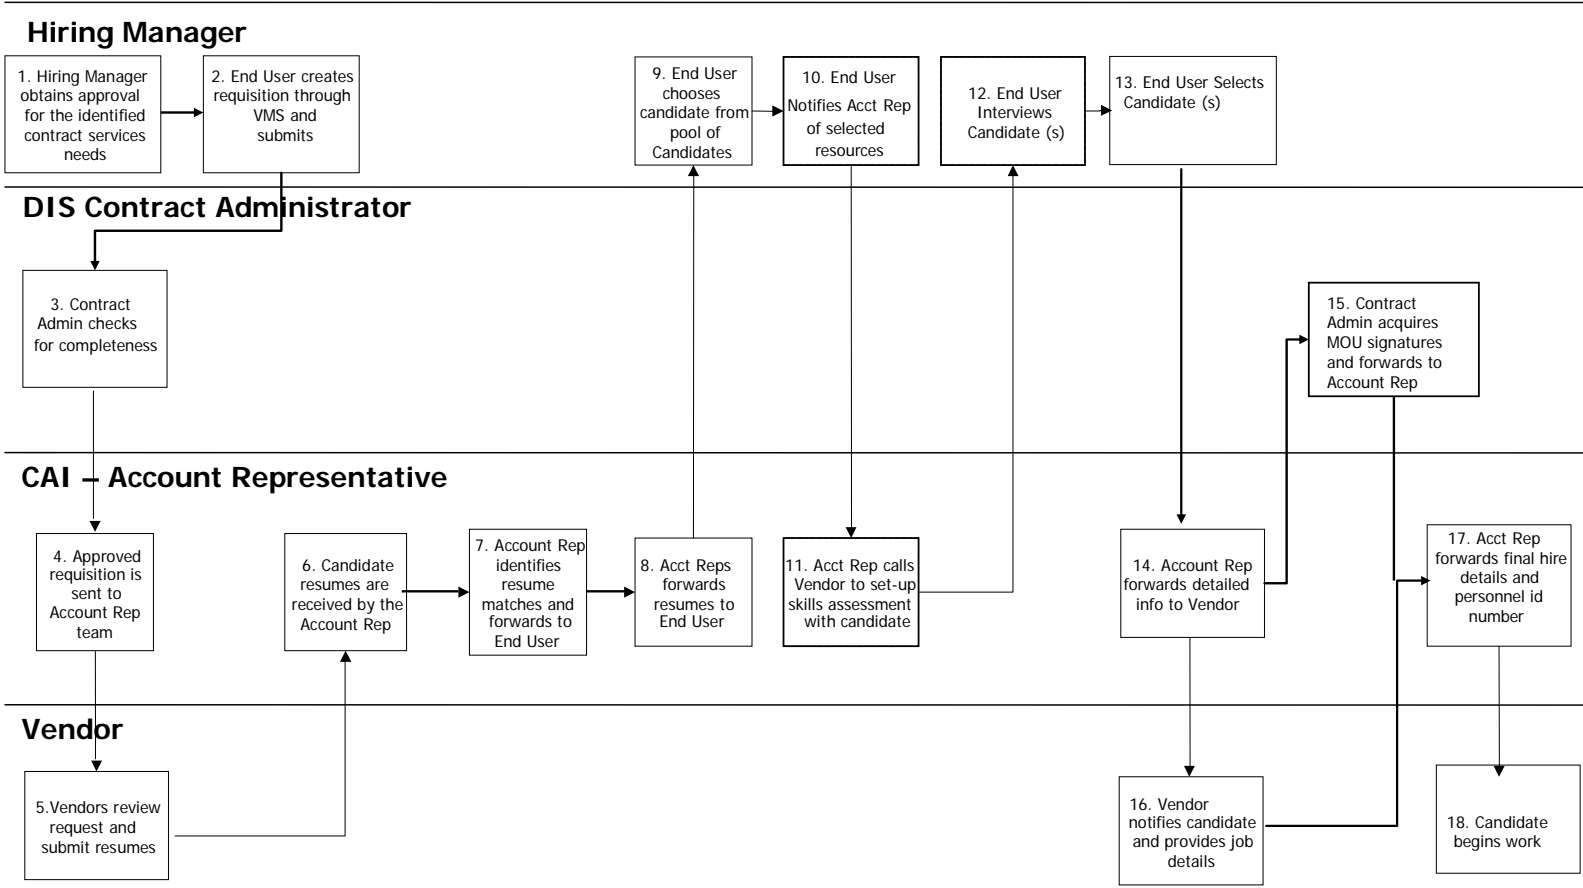 Hiring Manager
1. Hiring Manager
obtains approval
for the identified
contract services
needs
2. End User creates
requisition through
VMS and
submits
9. End User
chooses
candidate from
pool of
Candidates
10. End User
Notifies Acct Rep
of selected
resources
12. End User
Interviews
Candidate (s)
13. End User Selects
Candidate (s)
DIS Contract Administrator
3. Contract
Admin checks
for completeness
15. Contract
Admin acquires
MOU signatures
and forwards to
Account Rep
CAI – Account Representative
4. Approved
requisition is
sent to
Account Rep
team
6. Candidate
resumes are
received by the
Account Rep
7. Account Rep
identifies
resume
matches and
forwards to
End User
8. Acct Reps
forwards
resumes to
End User
11. Acct Rep calls
Vendor to set-up
skills assessment
with candidate
14. Account Rep
forwards detailed
info to Vendor
17. Acct Rep
forwards final hire
details and
personnel id
number
Vendor
5.Vendors review
request and
submit resumes
16. Vendor
notifies candidate
and provides job
details
18. Candidate
begins work